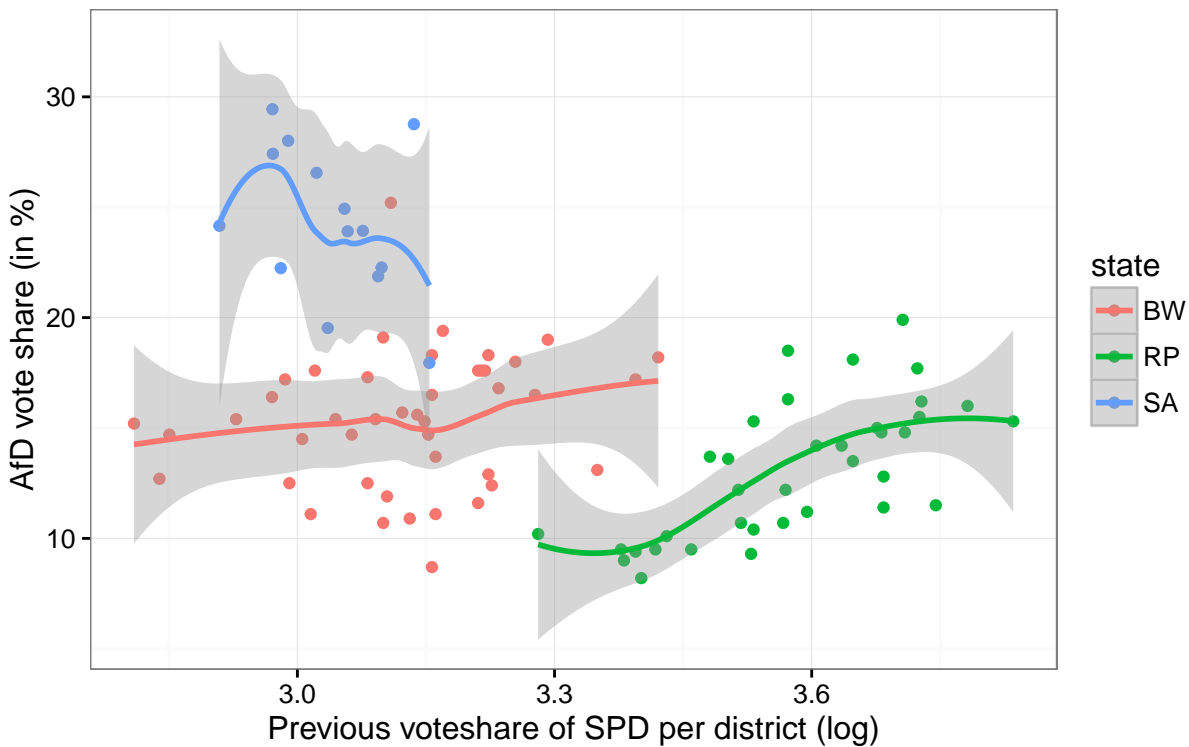 AfD vote share (in %)
30
20
10
3.0
3.3
3.6
Previous voteshare of SPD per district (log)
state
BW
RP
SA